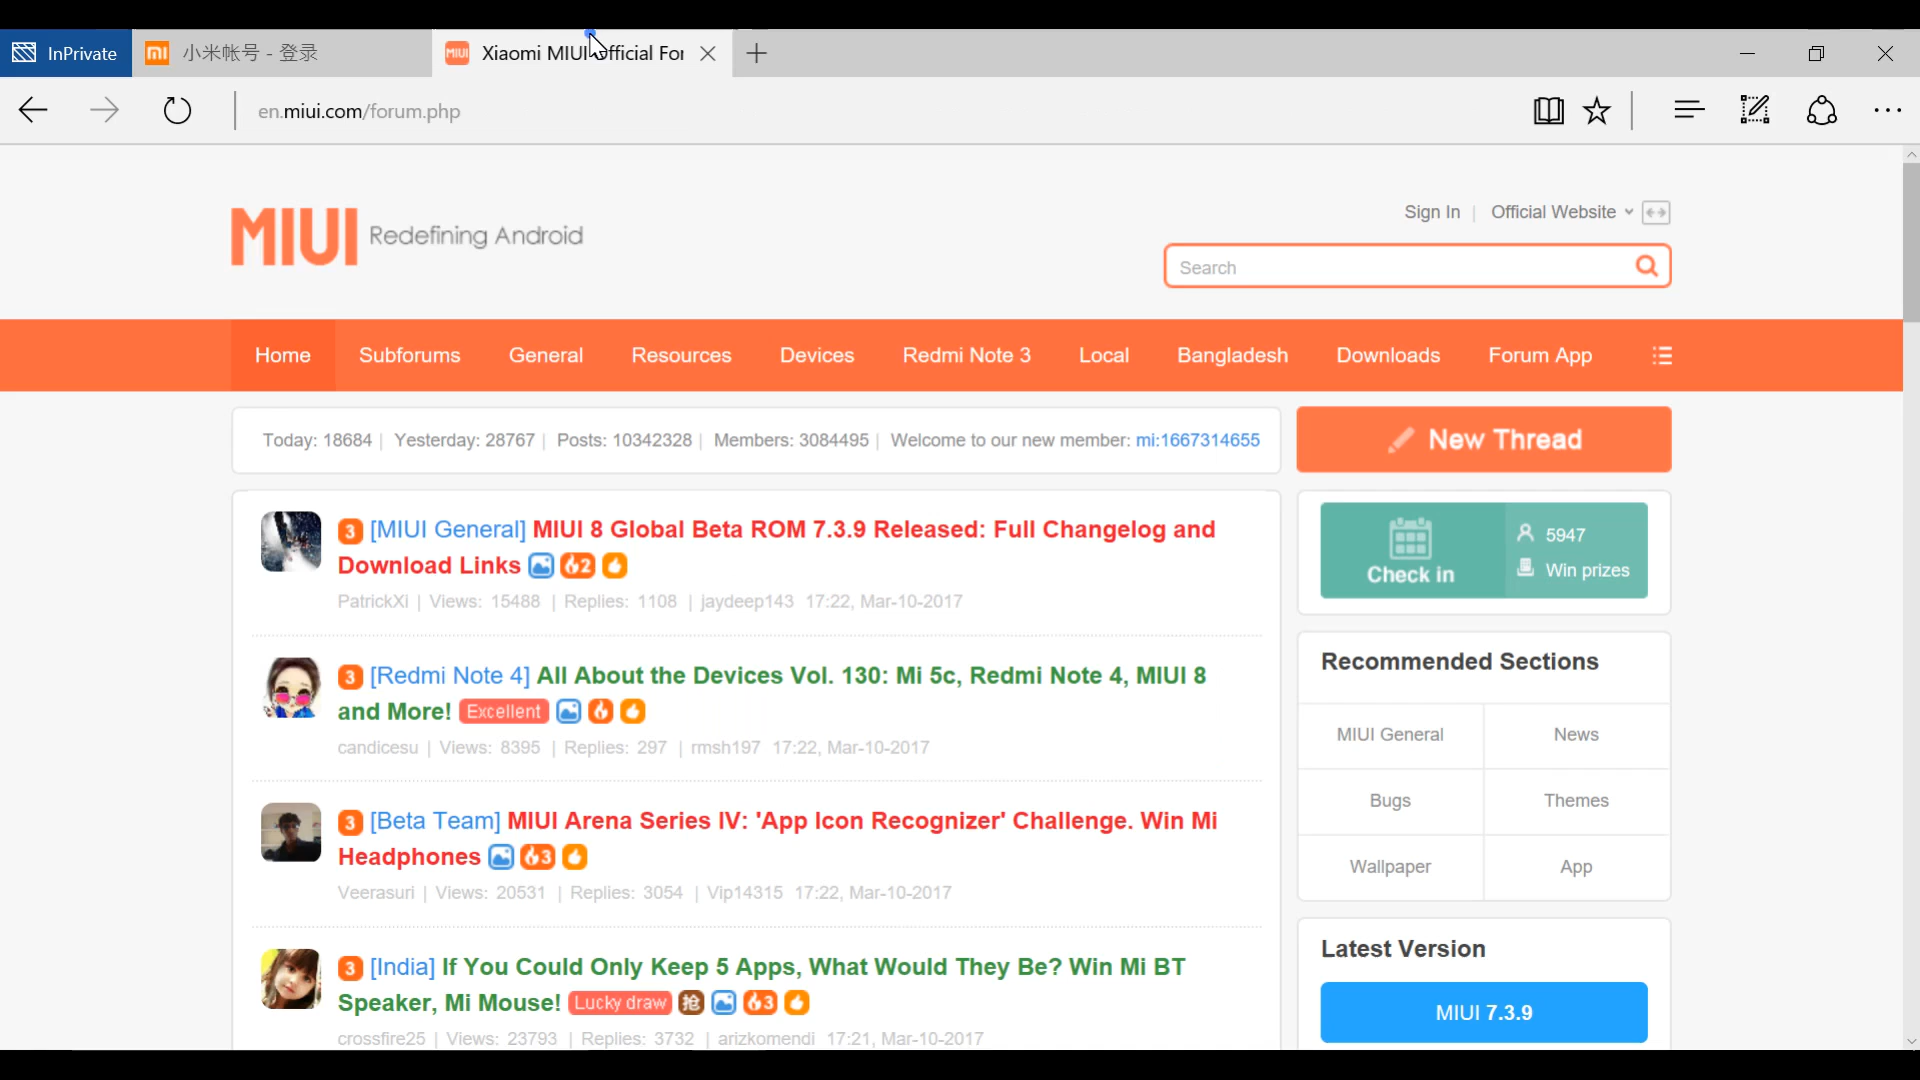 InPrivate
小米帐号 - 登录
Xiaomi MIUI Official For
en.miui.com/forum.php
MIUI Redefining Android
Sign In | Official Website
Search
Home Subforums General Resources Devices Redmi Note 3 Local Bangladesh Downloads Forum App
Today: 18684 | Yesterday: 28767 | Posts: 10342328 | Members: 3084495 | Welcome to our new member: mi:1667314655
New Thread
3 [MIUI General] MIUI 8 Global Beta ROM 7.3.9 Released: Full Changelog and
Download Links 2
PatrickXi | Views: 15488 | Replies: 1108 | jaydeep143 17:22, Mar-10-2017
3 [Redmi Note 4] All About the Devices Vol. 130: Mi 5c, Redmi Note 4, MIUI 8
and More! Excellent
candicesu | Views: 8395 | Replies: 297 | rmsh197 17:22, Mar-10-2017
3 [Beta Team] MIUI Arena Series IV: 'App Icon Recognizer' Challenge. Win Mi
Headphones 3
Veerasuri | Views: 20531 | Replies: 3054 | Vip14315 17:22, Mar-10-2017
3 [India] If You Could Only Keep 5 Apps, What Would They Be? Win Mi BT
Speaker, Mi Mouse! Lucky draw 抢 3
crossfire25 | Views: 23793 | Replies: 3732 | arizkomendi 17:21, Mar-10-2017
Check in
5947
Win prizes
Recommended Sections
MIUI General News
Bugs Themes
Wallpaper App
Latest Version
MIUI 7.3.9